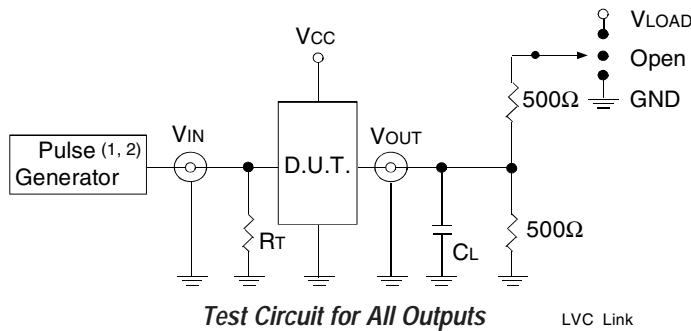 VLOAD
VCC
Open
500Ω
GND
VIN
VOUT
Pulse (1, 2)
Generator
D.U.T.
RT
CL
500Ω
Test Circuit for All Outputs
LVC Link